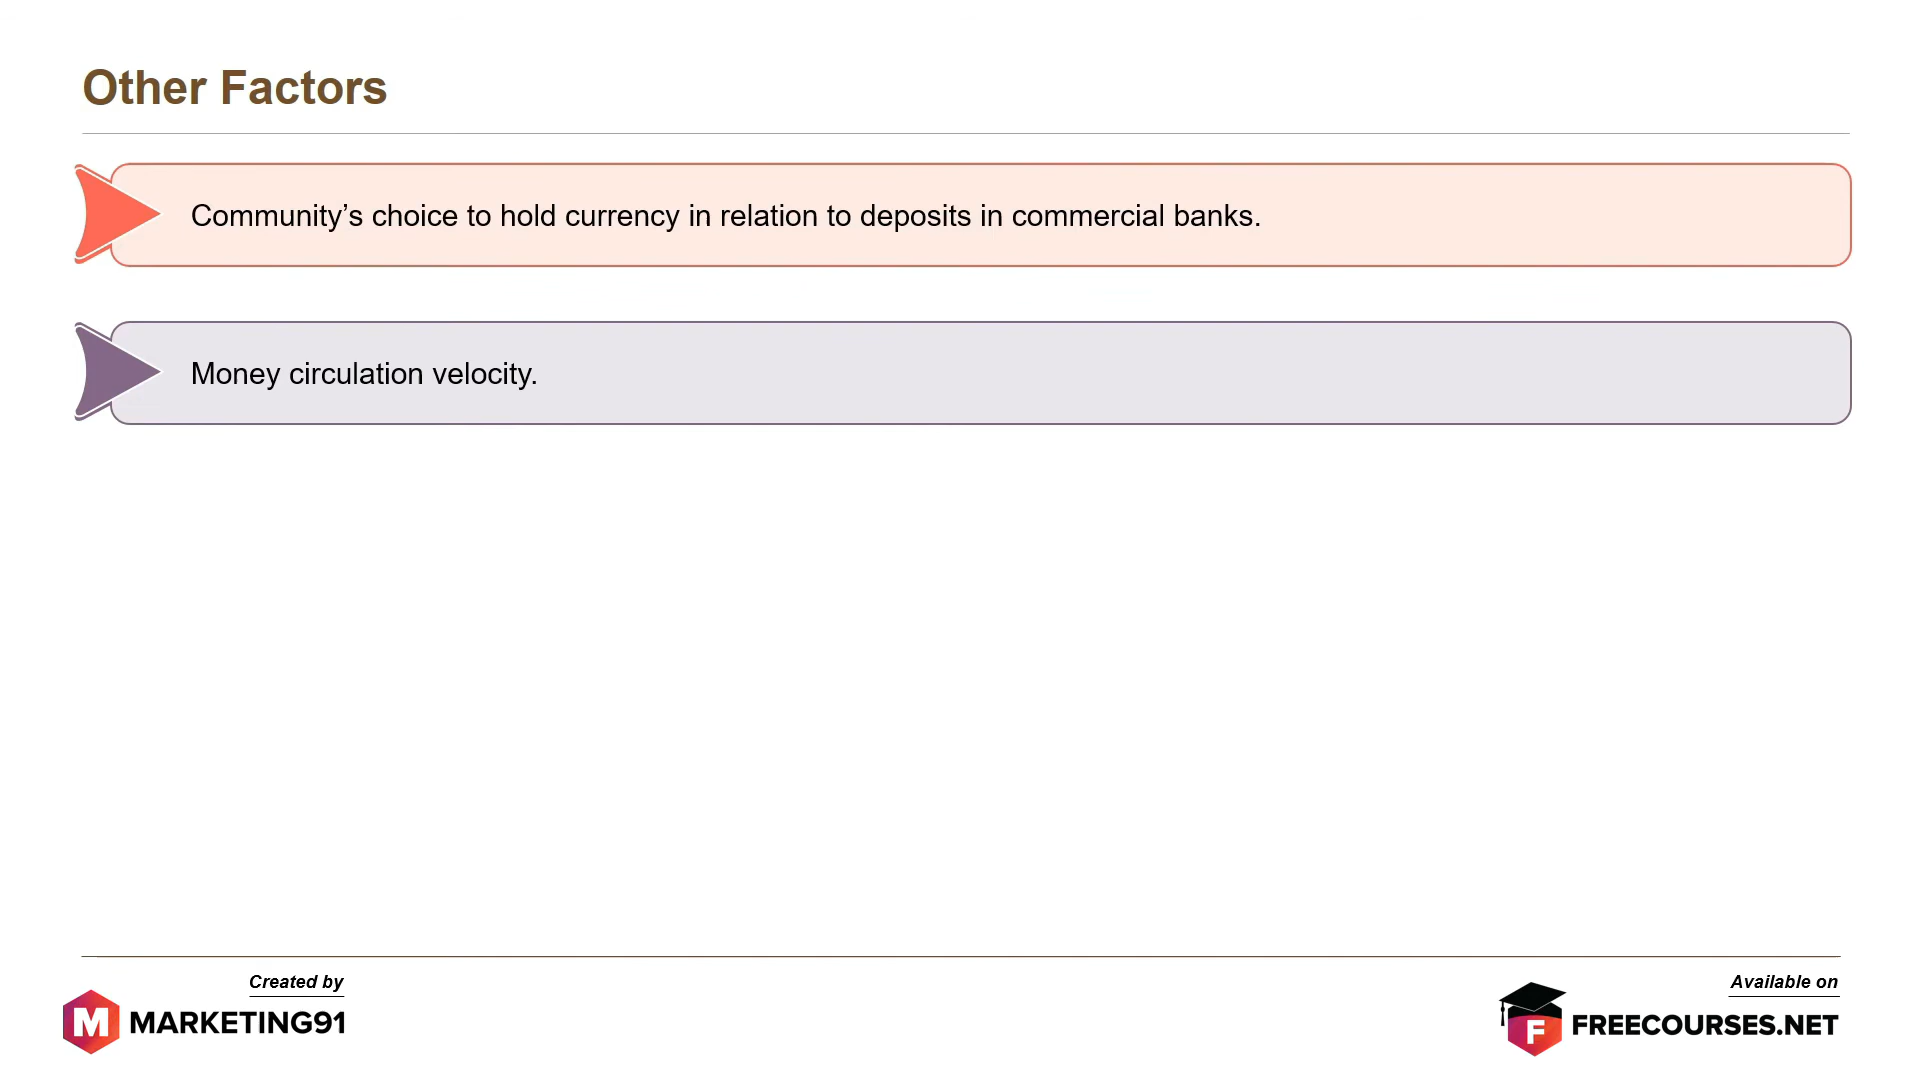 Other Factors
Community’s choice to hold currency in relation to deposits in commercial banks.
Money circulation velocity.
Created by
M MARKETING91
Available on
F FREECOURSES.NET